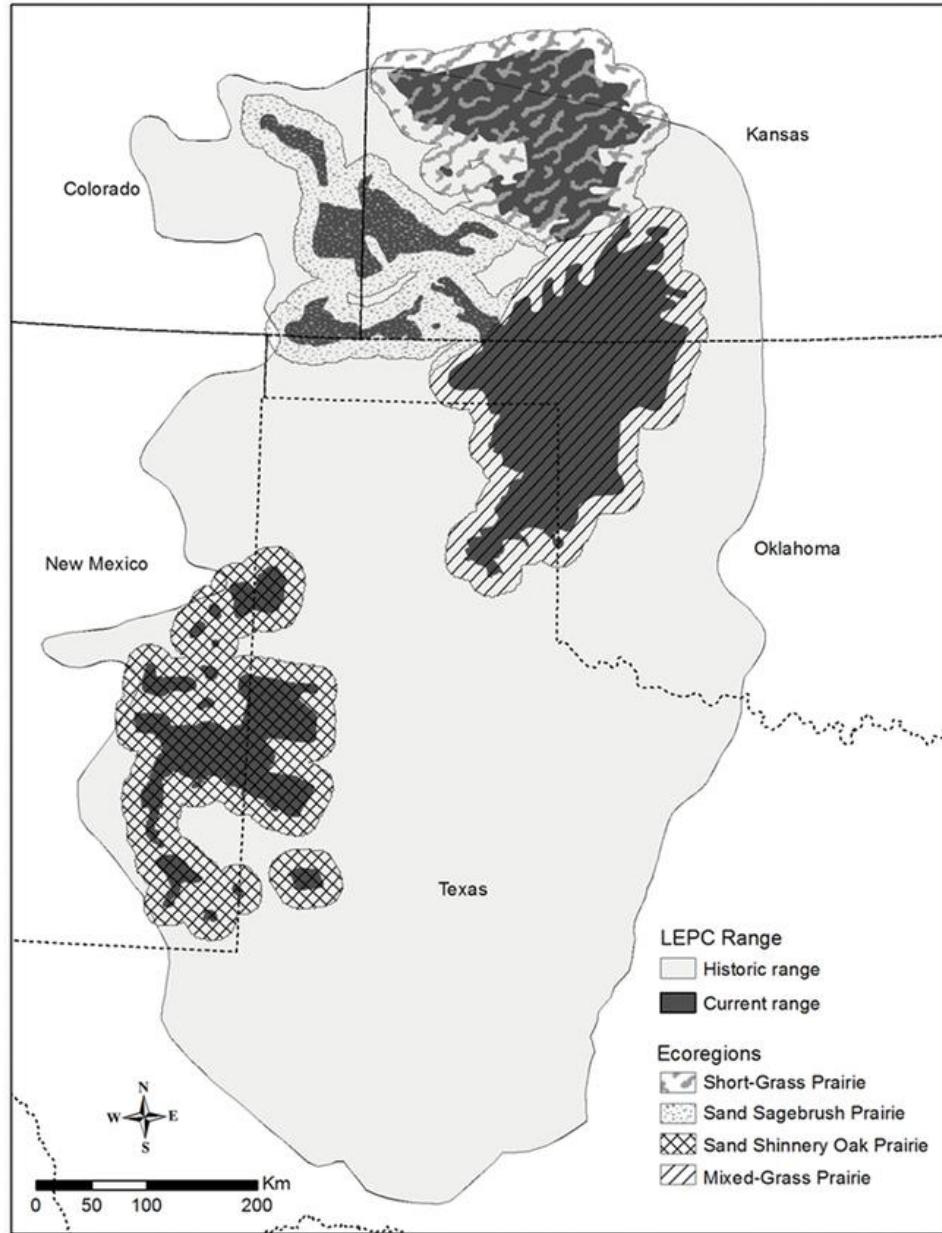 Kansas
Colorado
New Mexico
Oklahoma
Texas
LEPC Range
Historic range
Current range
Ecoregions
Short-Grass Prairie
Sand Sagebrush Prairie
Sand Shinnery Oak Prairie
Mixed-Grass Prairie
N
W E
S
Km
0 50 100 200